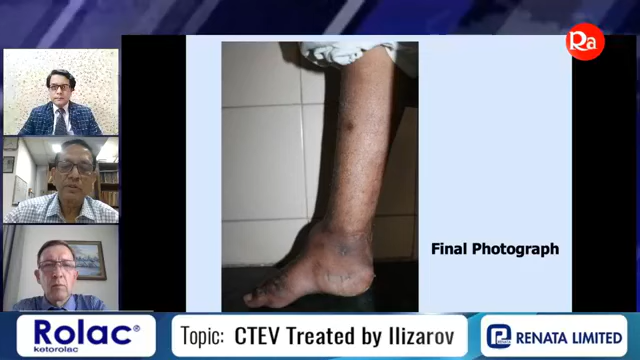 Ra
Final Photograph
Rolac®
ketorolac
Topic: CTEV Treated by Ilizarov
RENATA LIMITED